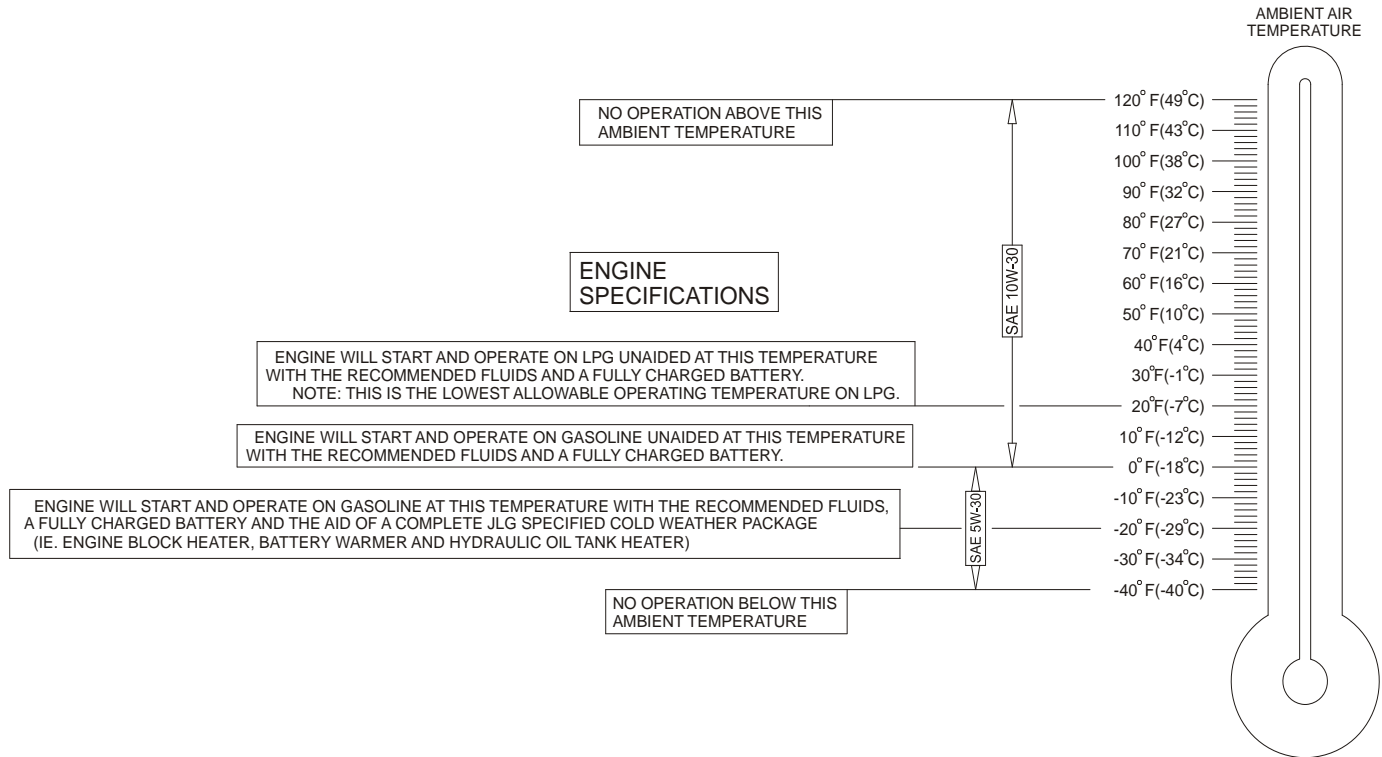 AMBIENT AIR
TEMPERATURE
NO OPERATION ABOVE THIS
AMBIENT TEMPERATURE
120° F(49°C)
110° F(43°C)
100° F(38°C)
90° F(32°C)
80° F(27°C)
70° F(21°C)
60° F(16°C)
50° F(10°C)
40°F(4°C)
30°F(-1°C)
20°F(-7°C)
10°F(-12°C)
0°F(-18°C)
-10° F(-23°C)
-20° F(-29°C)
-30° F(-34°C)
-40° F(-40°C)
SAE 10W-30
ENGINE
SPECIFICATIONS
ENGINE WILL START AND OPERATE ON LPG UNAIDED AT THIS TEMPERATURE
WITH THE RECOMMENDED FLUIDS AND A FULLY CHARGED BATTERY.
NOTE: THIS IS THE LOWEST ALLOWABLE OPERATING TEMPERATURE ON LPG.
ENGINE WILL START AND OPERATE ON GASOLINE UNAIDED AT THIS TEMPERATURE
WITH THE RECOMMENDED FLUIDS AND A FULLY CHARGED BATTERY.
SAE 5W-30
ENGINE WILL START AND OPERATE ON GASOLINE AT THIS TEMPERATURE WITH THE RECOMMENDED FLUIDS,
A FULLY CHARGED BATTERY AND THE AID OF A COMPLETE JLG SPECIFIED COLD WEATHER PACKAGE
(IE. ENGINE BLOCK HEATER, BATTERY WARMER AND HYDRAULIC OIL TANK HEATER)
NO OPERATION BELOW THIS
AMBIENT TEMPERATURE